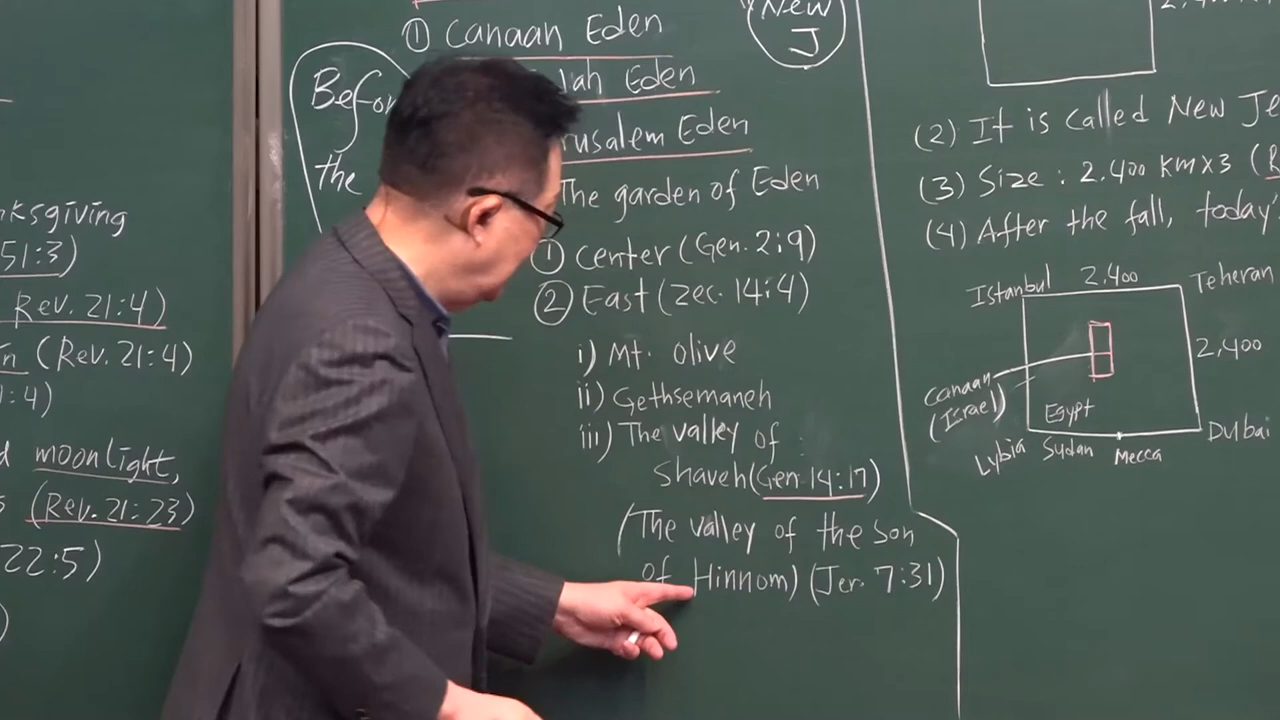 nksgiving
51:3)
Rev. 21:4)
(Rev. 21:4)
:4)
moonlight,
(Rev. 21:23)
22:5)
Befor
the
① Canaan Eden
iah Eden
rusalem Eden
The garden of Eden
① Center (Gen. 2:9)
② East (Zec. 14:4)
i) Mt. Olive
ii) Gethsemaneh
iii) The valley of :
Shaveh (Gen. 14:17)
(The valley of the son
of Hinnom) (Jer. 7:31)
New
J
(2) It is called New Je
(3) Size : 2.400 km x 3 (R
(4) After the fall, today'
Istanbul 2.400 Teheran
2,400
Canaan
(Israel)
Egypt
Lybia Sudan Mecca Dubai